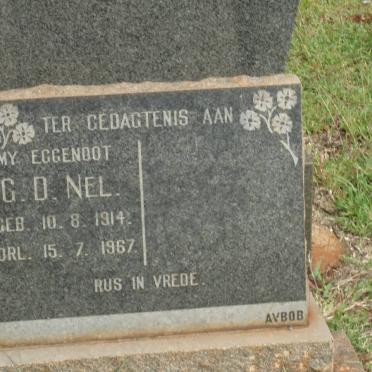 TER GEDAGTENIS AAN
MY EGGENOOT
G. D. NEL.
GEB. 10. 8. 1914.
ORL. 15. 7. 1967.
RUS IN VREDE.
AVBOB